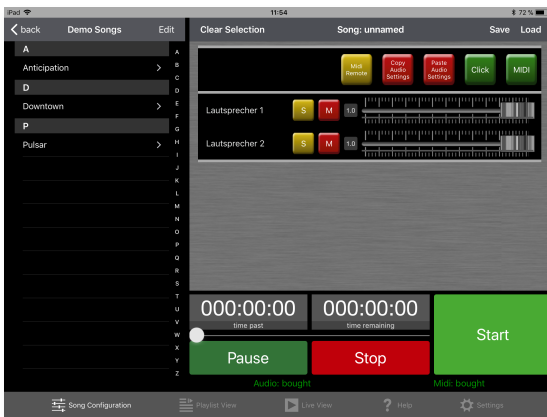 iPad 11:54 72 %
back Demo Songs Edit
A
Anticipation
D
Downtown
P
Pulsar
A
B
C
D
E
F
G
H
I
J
K
L
M
N
O
P
Q
R
S
T
U
V
W
X
Y
Z
Clear Selection Song: unnamed Save Load
Midi
Remote
Copy
Audio
Settings
Paste
Audio
Settings
Click
MIDI
Lautsprecher 1 S M 1.0
Lautsprecher 2 S M 1.0
000:00:00 000:00:00
time past time remaining
Start
Pause Stop
Audio: bought Midi: bought
Song Configuration Playlist View Live View ? Help Settings